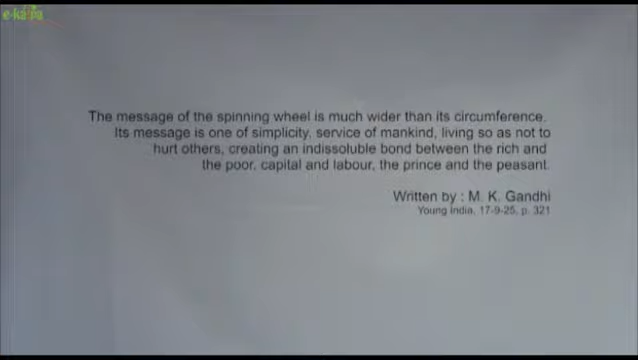 The message of the spinning wheel is much wider than its circumference.
Its message is one of simplicity, service of mankind, living so as not to
hurt others, creating an indissoluble bond between the rich and
the poor, capital and labour, the prince and the peasant.
Written by : M. K. Gandhi
Young India, 17-9-25, p. 321